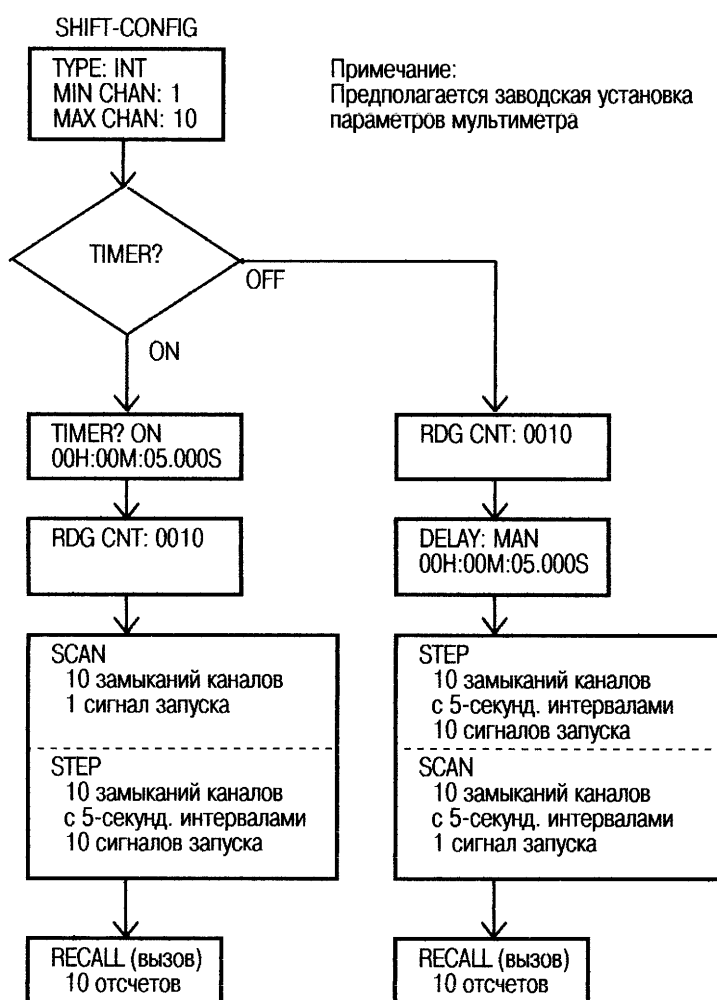 SHIFT-CONFIG
TYPE: INT
MIN CHAN: 1
MAX CHAN: 10
Примечание:
Предполагается заводская установка
параметров мультиметра
TIMER?
OFF
ON
TIMER? ON
00H:00M:05.000S
RDG CNT: 0010
SCAN
10 замыканий каналов
1 сигнал запуска
STEP
10 замыканий каналов
с 5-секунд. интервалами
10 сигналов запуска
RECALL (вызов)
10 отсчетов
RDG CNT: 0010
DELAY: MAN
00H:00M:05.000S
STEP
10 замыканий каналов
с 5-секунд. интервалами
10 сигналов запуска
SCAN
10 замыканий каналов
с 5-секунд. интервалами
1 сигнал запуска
RECALL (вызов)
10 отсчетов